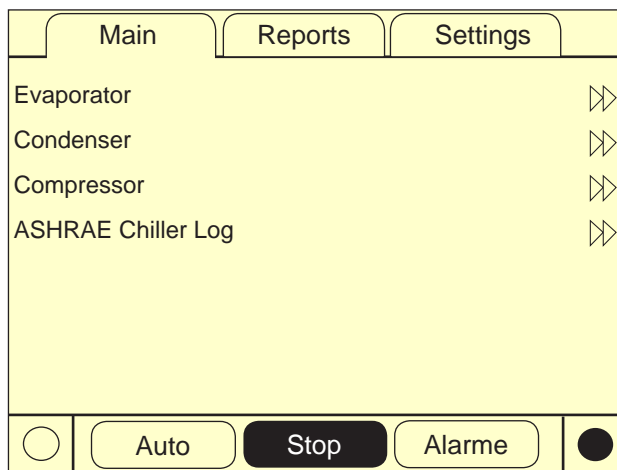 Main Reports Settings
Evaporator
Condenser
Compressor
ASHRAE Chiller Log
Auto Stop Alarme